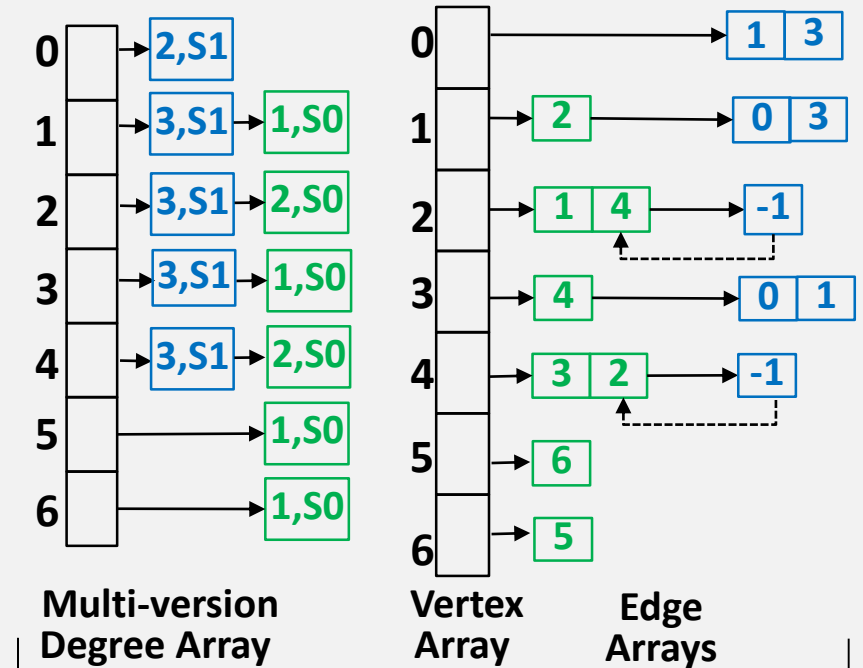 0 2,S1
1 3,S1 1,S0
2 3,S1 2,S0
3 3,S1 1,S0
4 3,S1 2,S0
5 1,S0
6 1,S0
Multi-version
Degree Array
0 1 3
1 2 0 3
2 1 4 -1
3 4 0 1
4 3 2 -1
5 6
6 5
Vertex
Array
Edge
Arrays